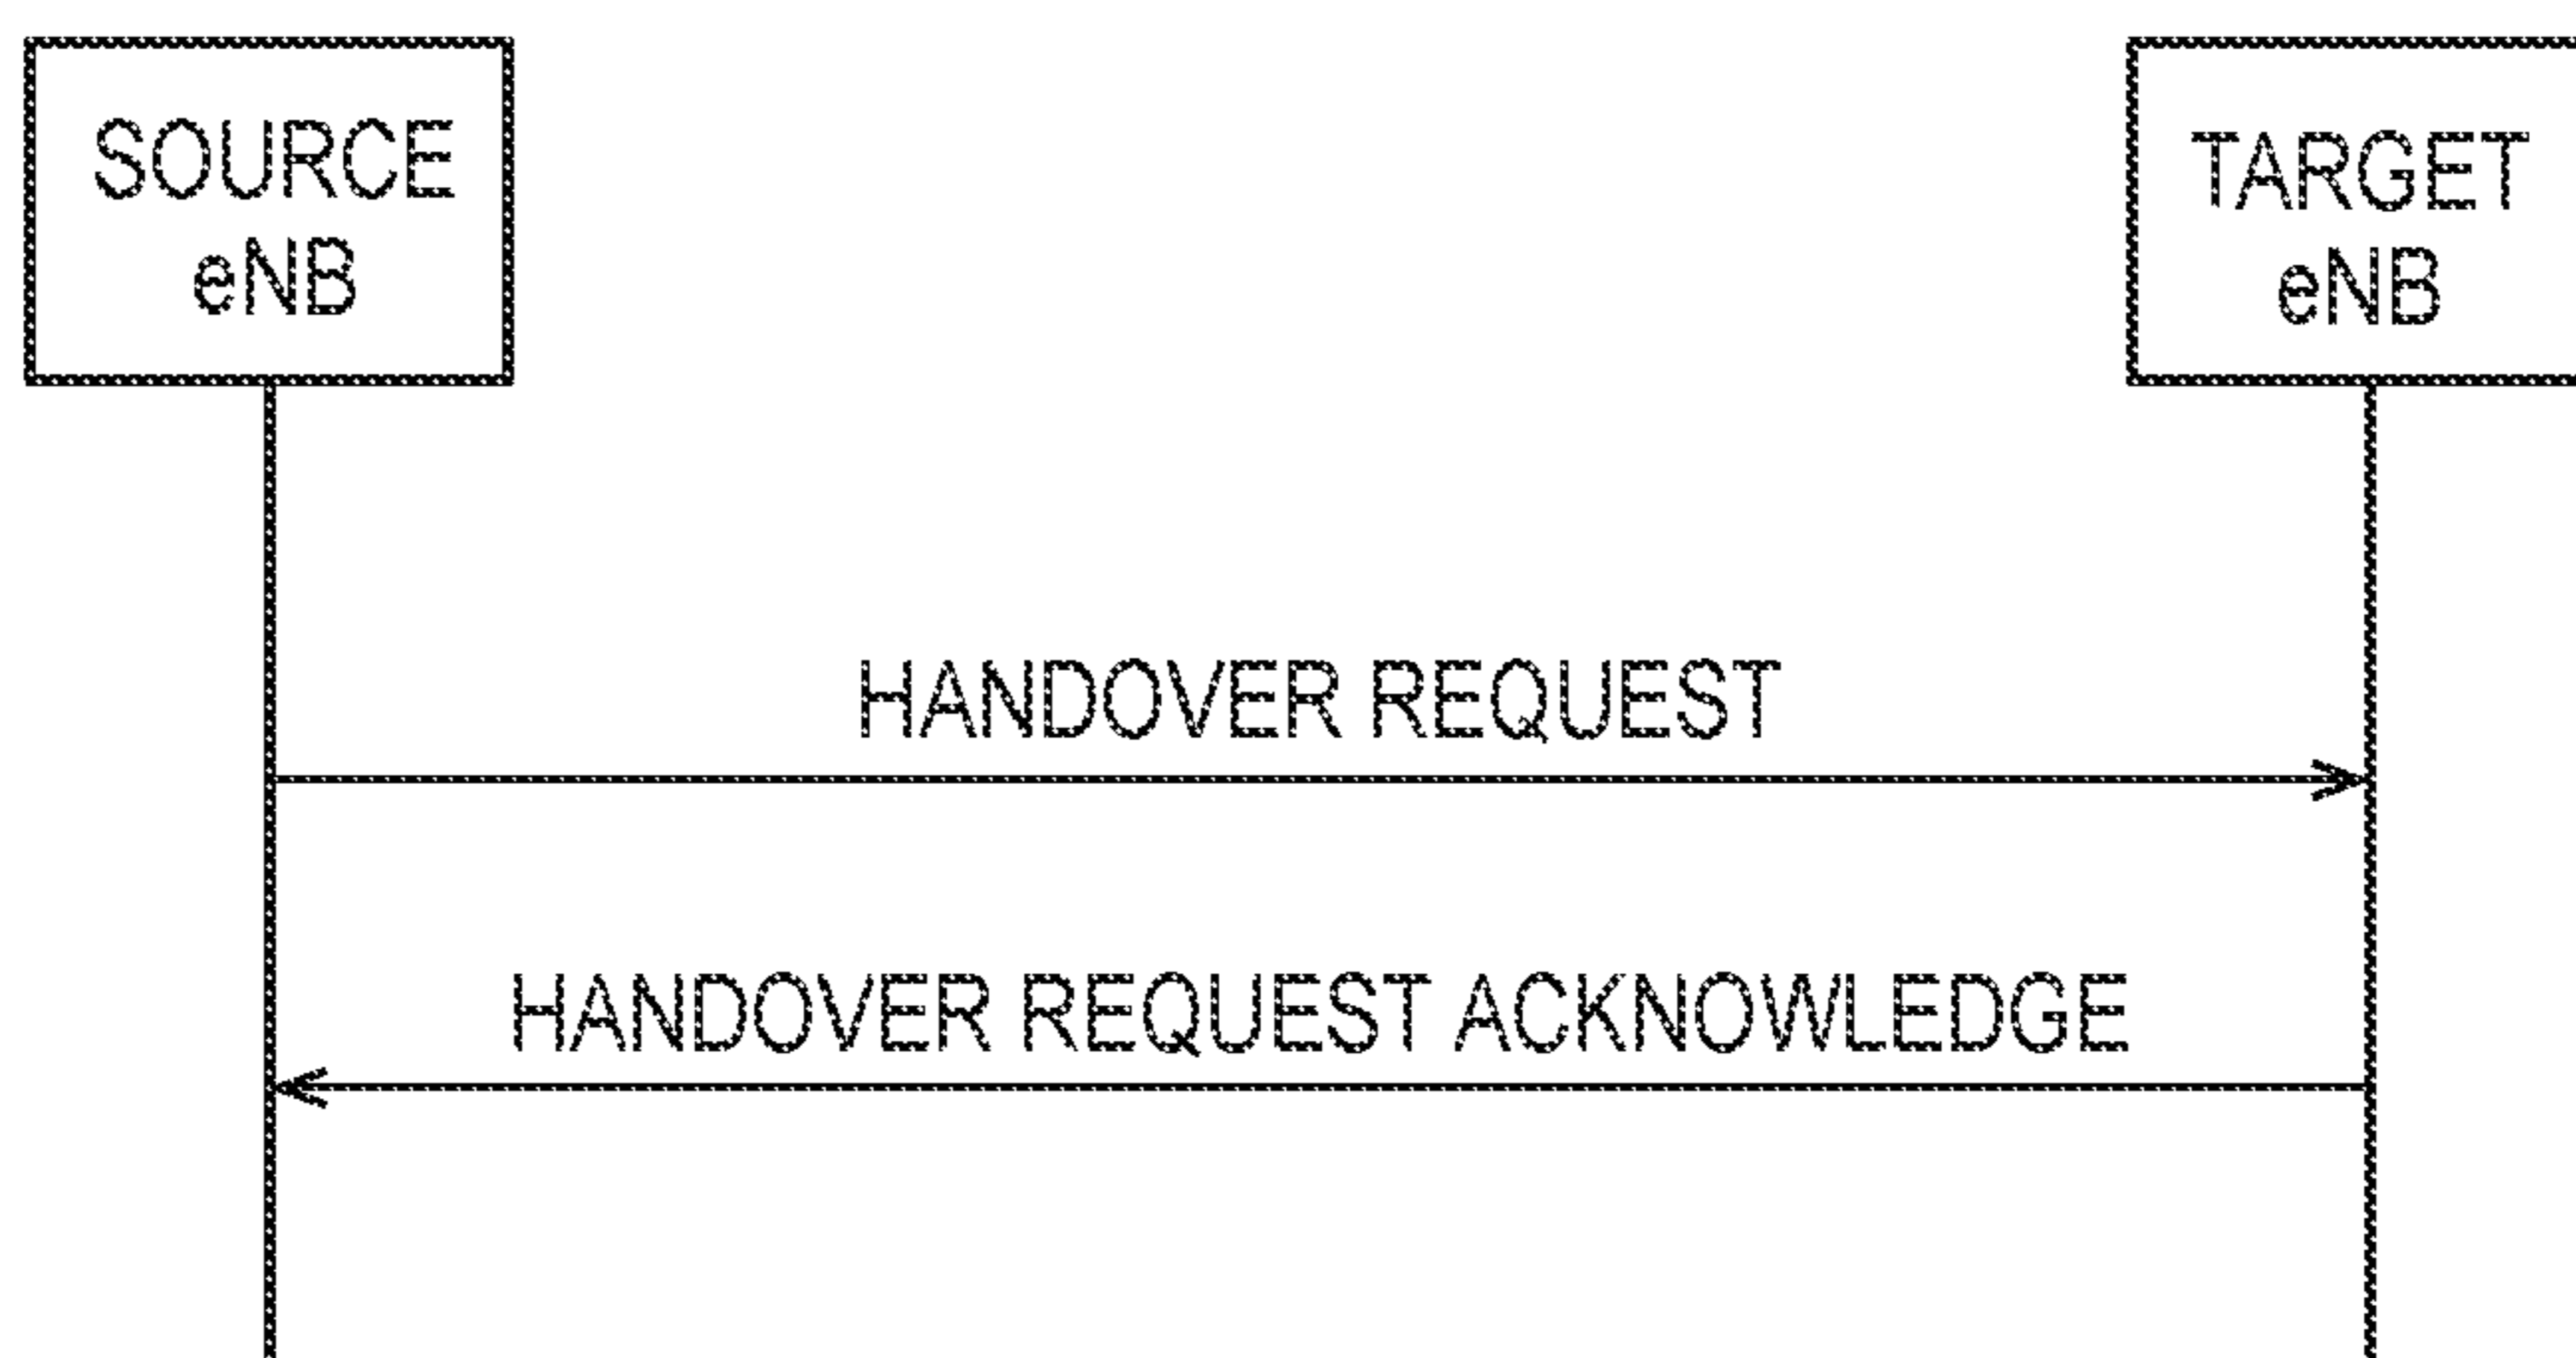 SOURCE
eNB
TARGET
eNB
HANDOVER REQUEST
HANDOVER REQUEST ACKNOWLEDGE